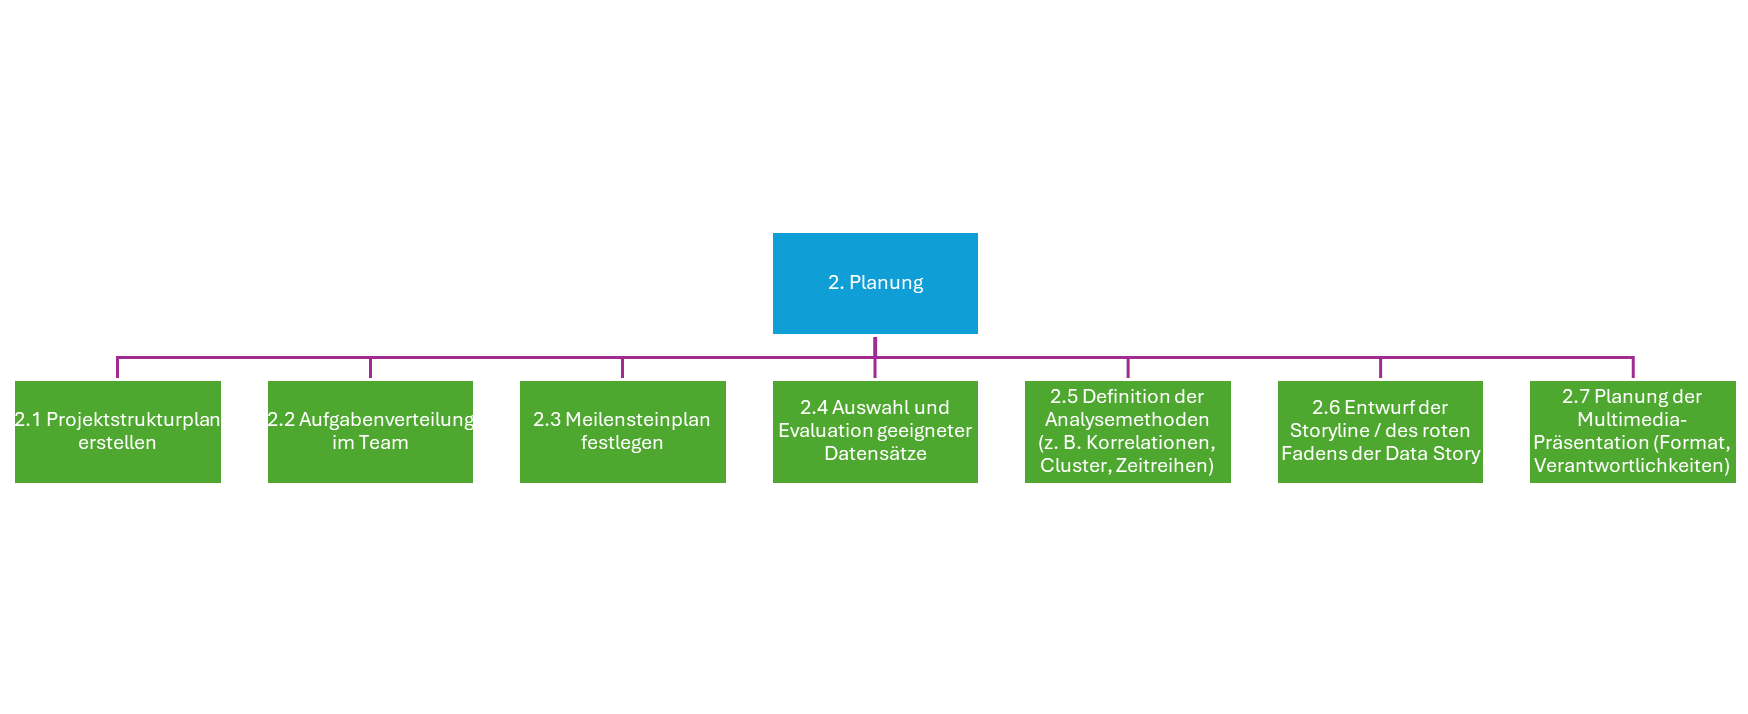 2. Planung
2.1 Projektstrukturplan
erstellen
2.2 Aufgabenverteilung
im Team
2.3 Meilensteinplan
festlegen
2.4 Auswahl und
Evaluation geeigneter
Datensätze
2.5 Definition der
Analysemethoden
(z. B. Korrelationen,
Cluster, Zeitreihen)
2.6 Entwurf der
Storyline / des roten
Fadens der Data Story
2.7 Planung der
Multimedia-
Präsentation (Format,
Verantwortlichkeiten)